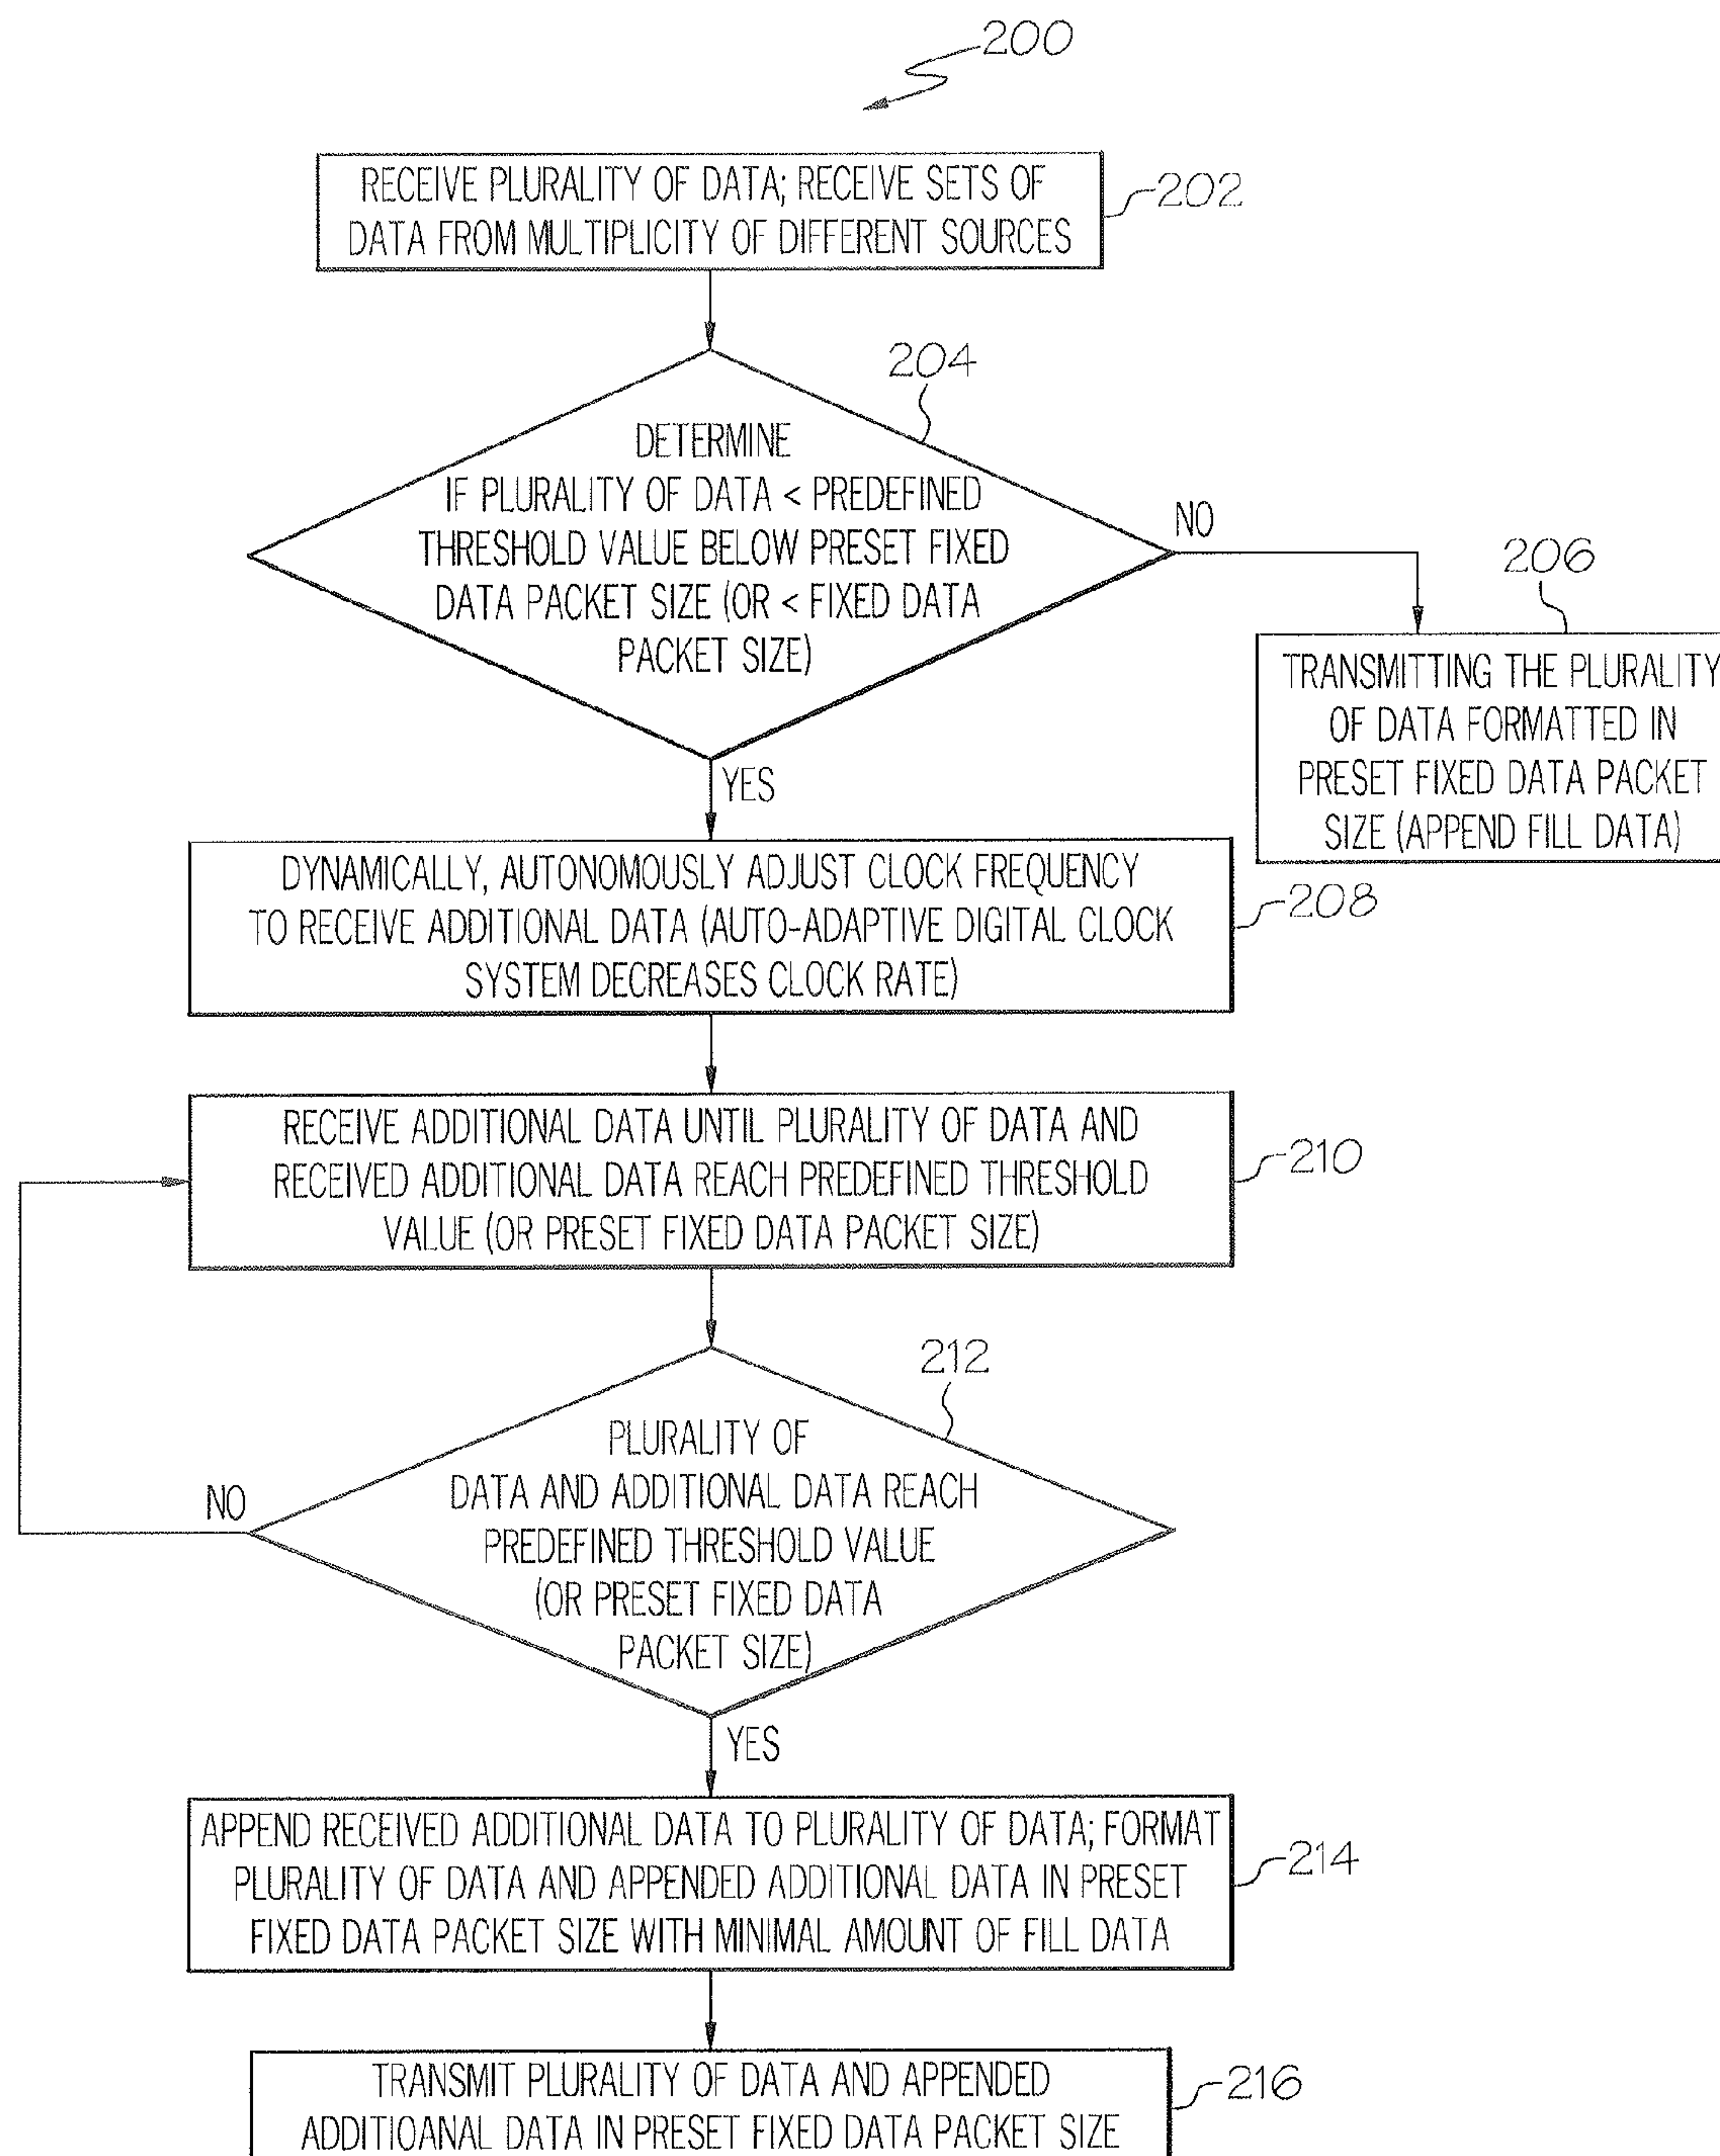 200
RECEIVE PLURALITY OF DATA; RECEIVE SETS OF
DATA FROM MULTIPLICITY OF DIFFERENT SOURCES
202
204
DETERMINE
IF PLURALITY OF DATA < PREDEFINED
THRESHOLD VALUE BELOW PRESET FIXED
DATA PACKET SIZE (OR < FIXED DATA
PACKET SIZE)
NO
206
TRANSMITTING THE PLURALITY
OF DATA FORMATTED IN
PRESET FIXED DATA PACKET
SIZE (APPEND FILL DATA)
YES
DYNAMICALLY, AUTONOMOUSLY ADJUST CLOCK FREQUENCY
TO RECEIVE ADDITIONAL DATA (AUTO-ADAPTIVE DIGITAL CLOCK
SYSTEM DECREASES CLOCK RATE)
208
RECEIVE ADDITIONAL DATA UNTIL PLURALITY OF DATA AND
RECEIVED ADDITIONAL DATA REACH PREDEFINED THRESHOLD
VALUE (OR PRESET FIXED DATA PACKET SIZE)
210
212
PLURALITY OF
DATA AND ADDITIONAL DATA REACH
PREDEFINED THRESHOLD VALUE
(OR PRESET FIXED DATA
PACKET SIZE)
NO
YES
APPEND RECEIVED ADDITIONAL DATA TO PLURALITY OF DATA; FORMAT
PLURALITY OF DATA AND APPENDED ADDITIONAL DATA IN PRESET
FIXED DATA PACKET SIZE WITH MINIMAL AMOUNT OF FILL DATA
214
TRANSMIT PLURALITY OF DATA AND APPENDED
ADDITIOANAL DATA IN PRESET FIXED DATA PACKET SIZE
216